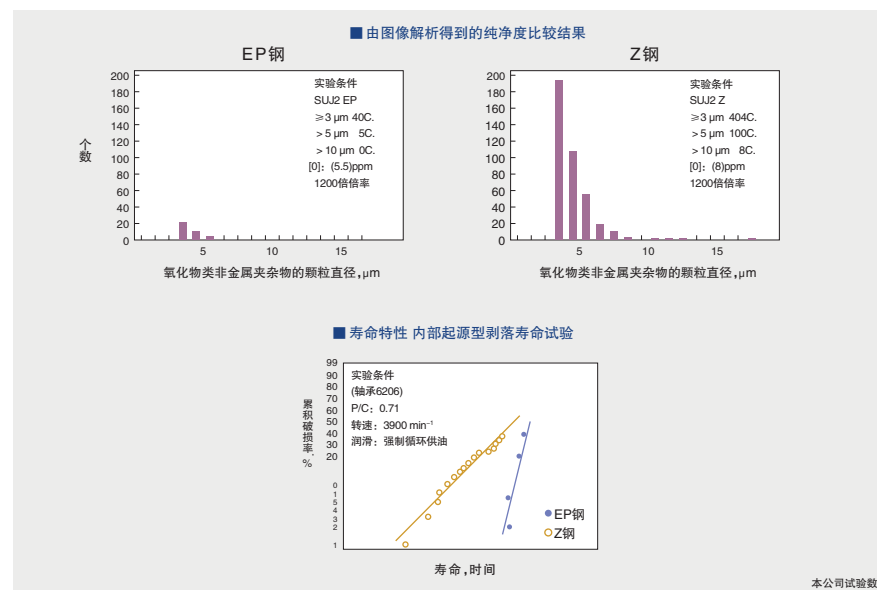 ■ 由图像解析得到的纯净度比较结果
EP钢
个数
200
180
160
140
120
100
80
60
40
20
0
实验条件
SUJ2 EP
≥3 μm 40C.
>5 μm 5C.
>10 μm 0C.
[0]：(5.5)ppm
1200倍倍率
5 10 15
氧化物类非金属夹杂物的颗粒直径,μm
Z钢
200
180
160
140
120
100
80
60
40
20
0
实验条件
SUJ2 Z
≥3 μm 404C.
>5 μm 100C.
>10 μm 8C.
[0]：(8)ppm
1200倍倍率
5 10 15
氧化物类非金属夹杂物的颗粒直径,μm
■ 寿命特性 内部起源型剥落寿命试验
累积破损率,%
99
90
80
70
60
50
40
30
20
0
1
5
4
3
2
1
实验条件
(轴承6206)
P/C：0.71
转速：3900 min⁻¹
润滑：强制循环供油
EP钢
Z钢
寿命,时间
本公司试验数